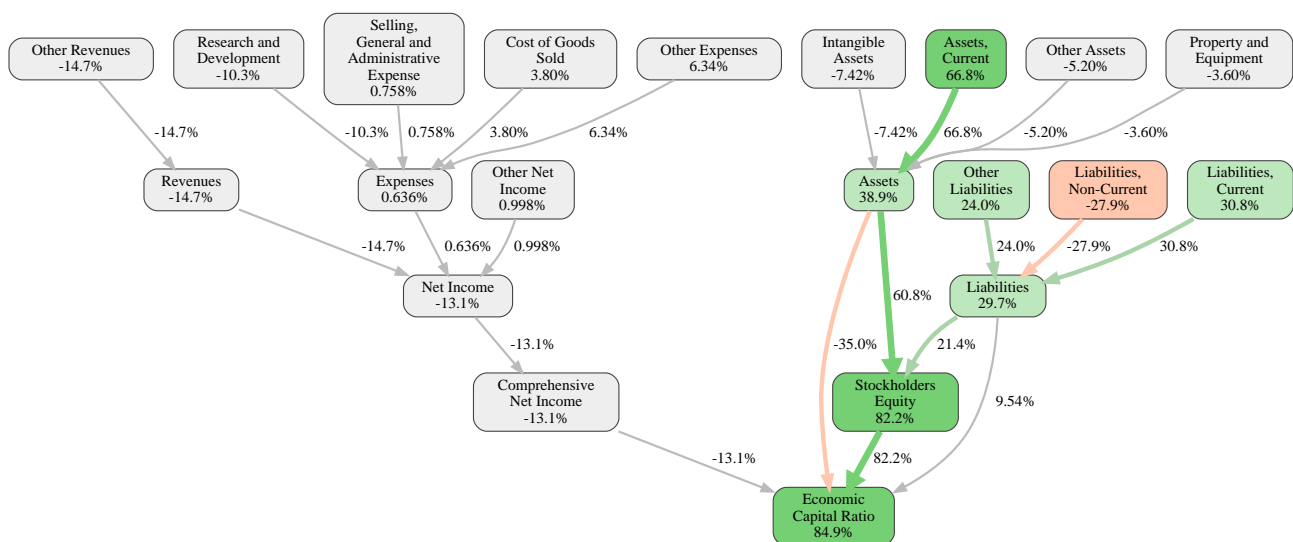 Other Revenues
-14.7%
Research and
Development
-10.3%
Selling,
General and
Administrative
Expense
0.758%
Cost of Goods
Sold
3.80%
Other Expenses
6.34%
Intangible
Assets
-7.42%
Assets,
Current
66.8%
Other Assets
-5.20%
Property and
Equipment
-3.60%
-14.7%
-10.3%
0.758%
3.80%
6.34%
-7.42%
66.8%
-5.20%
-3.60%
Revenues
-14.7%
Expenses
0.636%
Other Net
Income
0.998%
Assets
38.9%
Other
Liabilities
24.0%
Liabilities,
Non-Current
-27.9%
Liabilities,
Current
30.8%
-14.7%
0.636%
0.998%
24.0%
-27.9%
30.8%
Net Income
-13.1%
Liabilities
29.7%
60.8%
-13.1%
-35.0%
21.4%
Comprehensive
Net Income
-13.1%
Stockholders
Equity
82.2%
9.54%
-13.1%
82.2%
Economic
Capital Ratio
84.9%